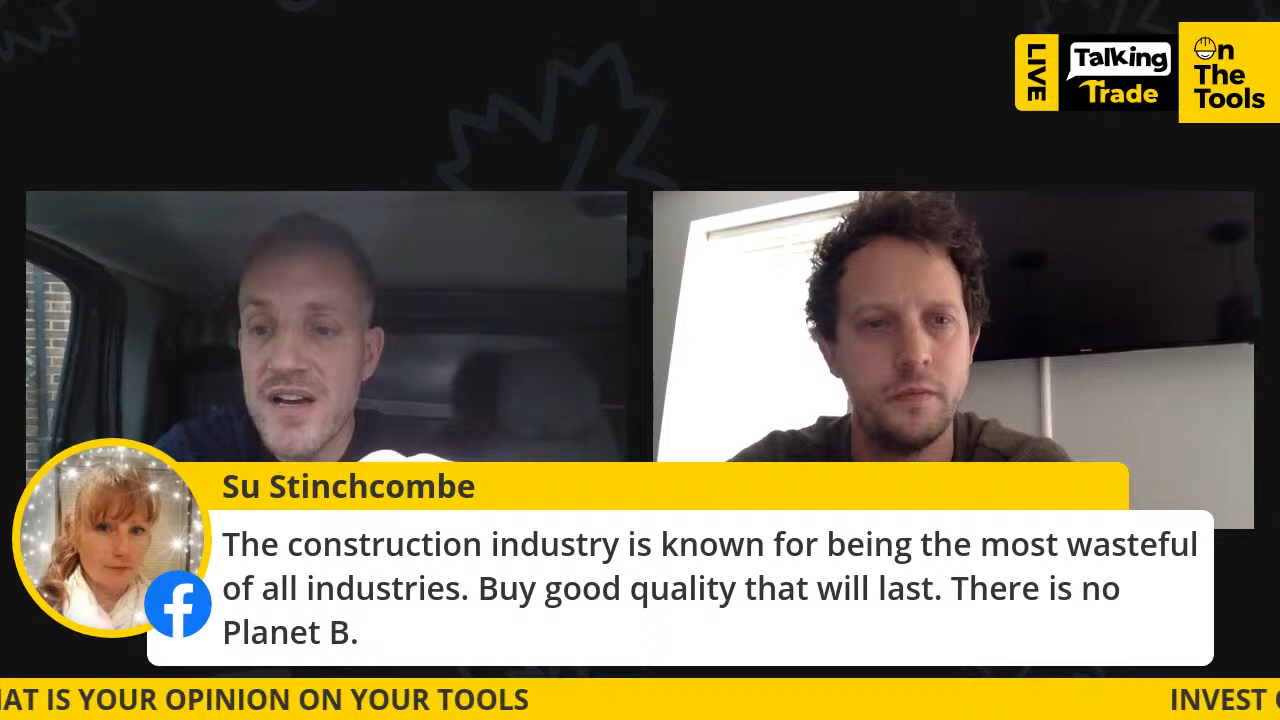 LIVE
Talking
Trade
On
The
Tools
Su Stinchcombe
The construction industry is known for being the most wasteful
of all industries. Buy good quality that will last. There is no
Planet B.
IS YOUR OPINION ON YOUR TOOLS
INVEST